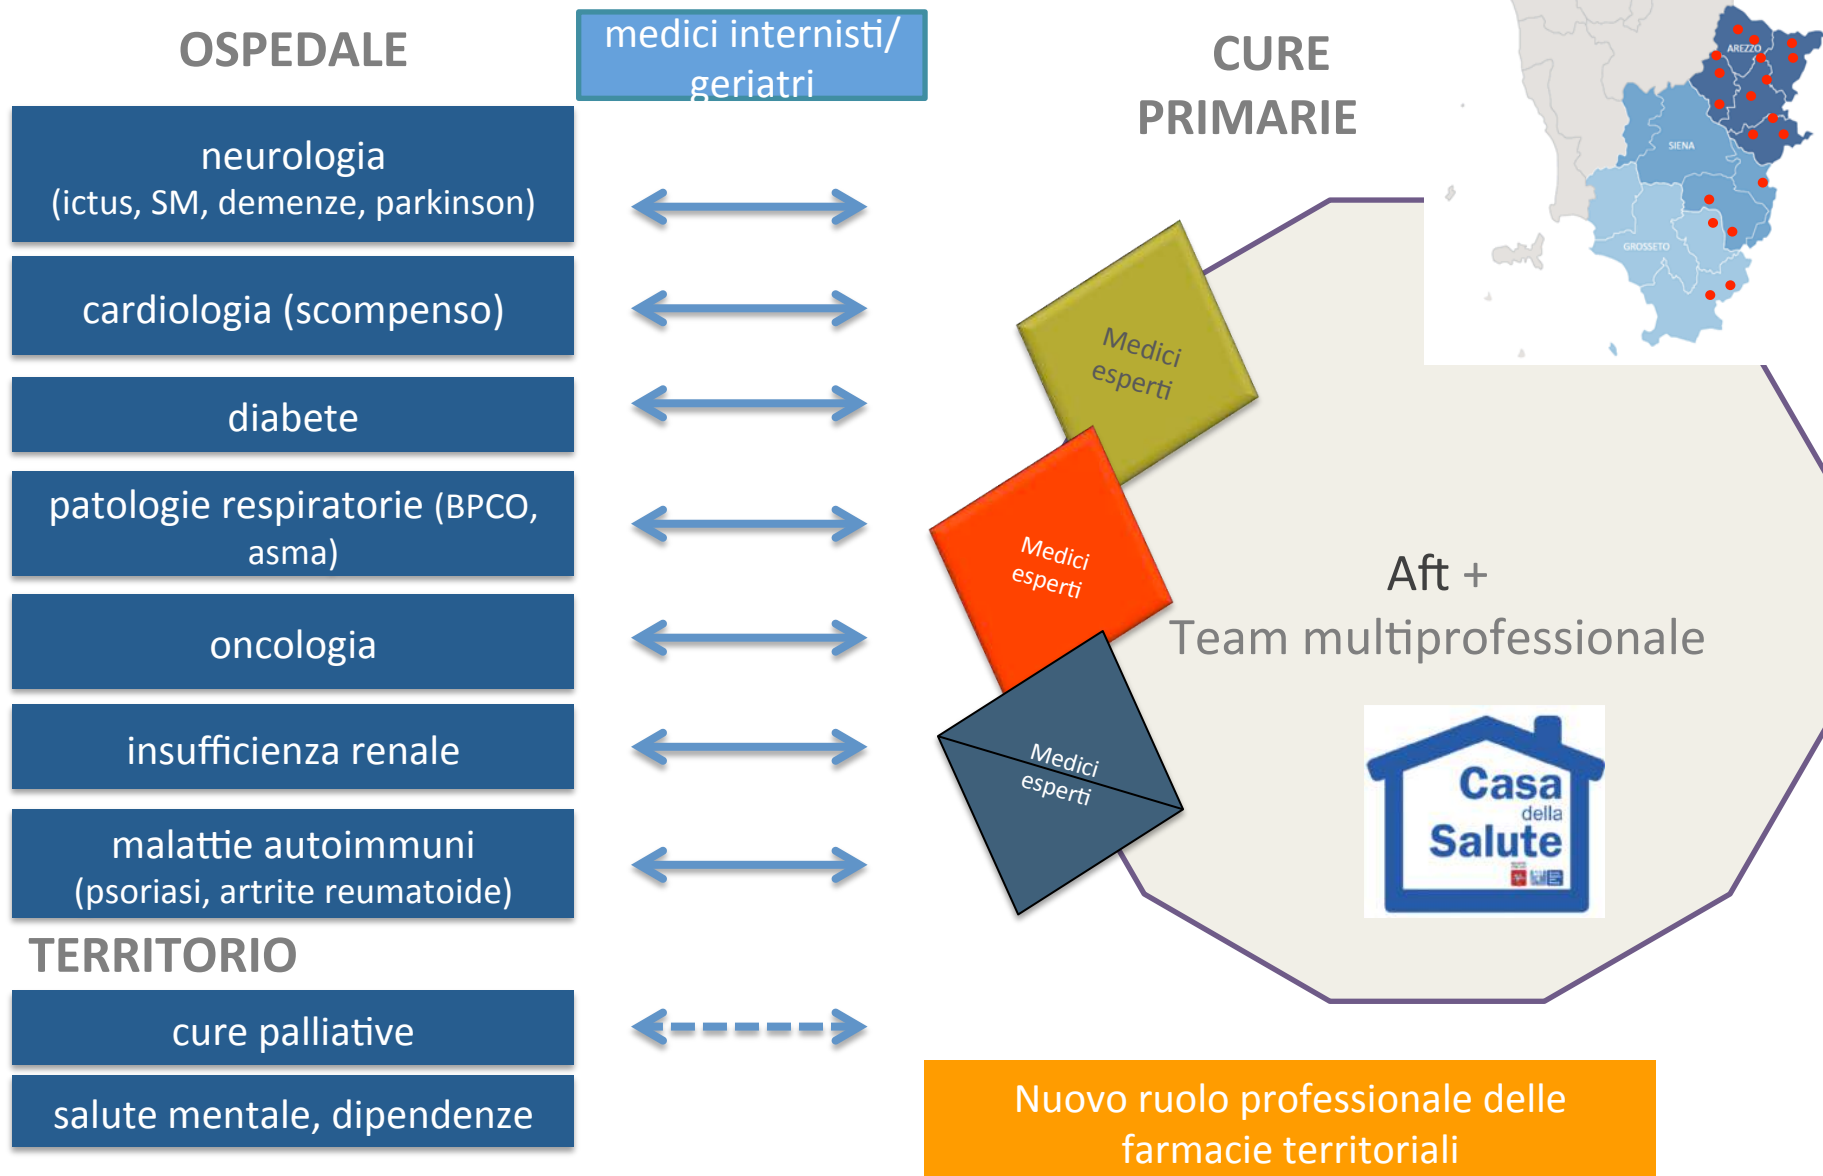 OSPEDALE
medici internisti/
geriatri
CURE
PRIMARIE
AREZZO
SIENA
GROSSETO
neurologia
(ictus, SM, demenze, parkinson)
cardiologia (scompenso)
diabete
patologie respiratorie (BPCO,
asma)
oncologia
insufficienza renale
malattie autoimmuni
(psoriasi, artrite reumatoide)
TERRITORIO
cure palliative
salute mentale, dipendenze
Medici
esperti
Medici
esperti
Medici
esperti
Aft +
Team multiprofessionale
Casa
della
Salute
Nuovo ruolo professionale delle
farmacie territoriali